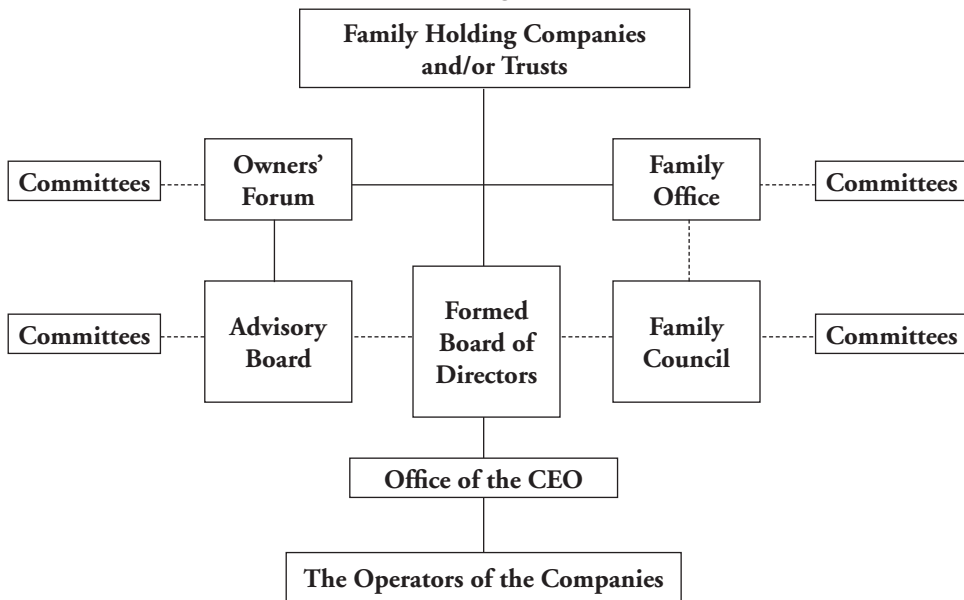 Family Holding Companies
and/or Trusts
Committees
Owners’
Forum
Family
Office
Committees
Committees
Advisory
Board
Formed
Board of
Directors
Family
Council
Committees
Office of the CEO
The Operators of the Companies